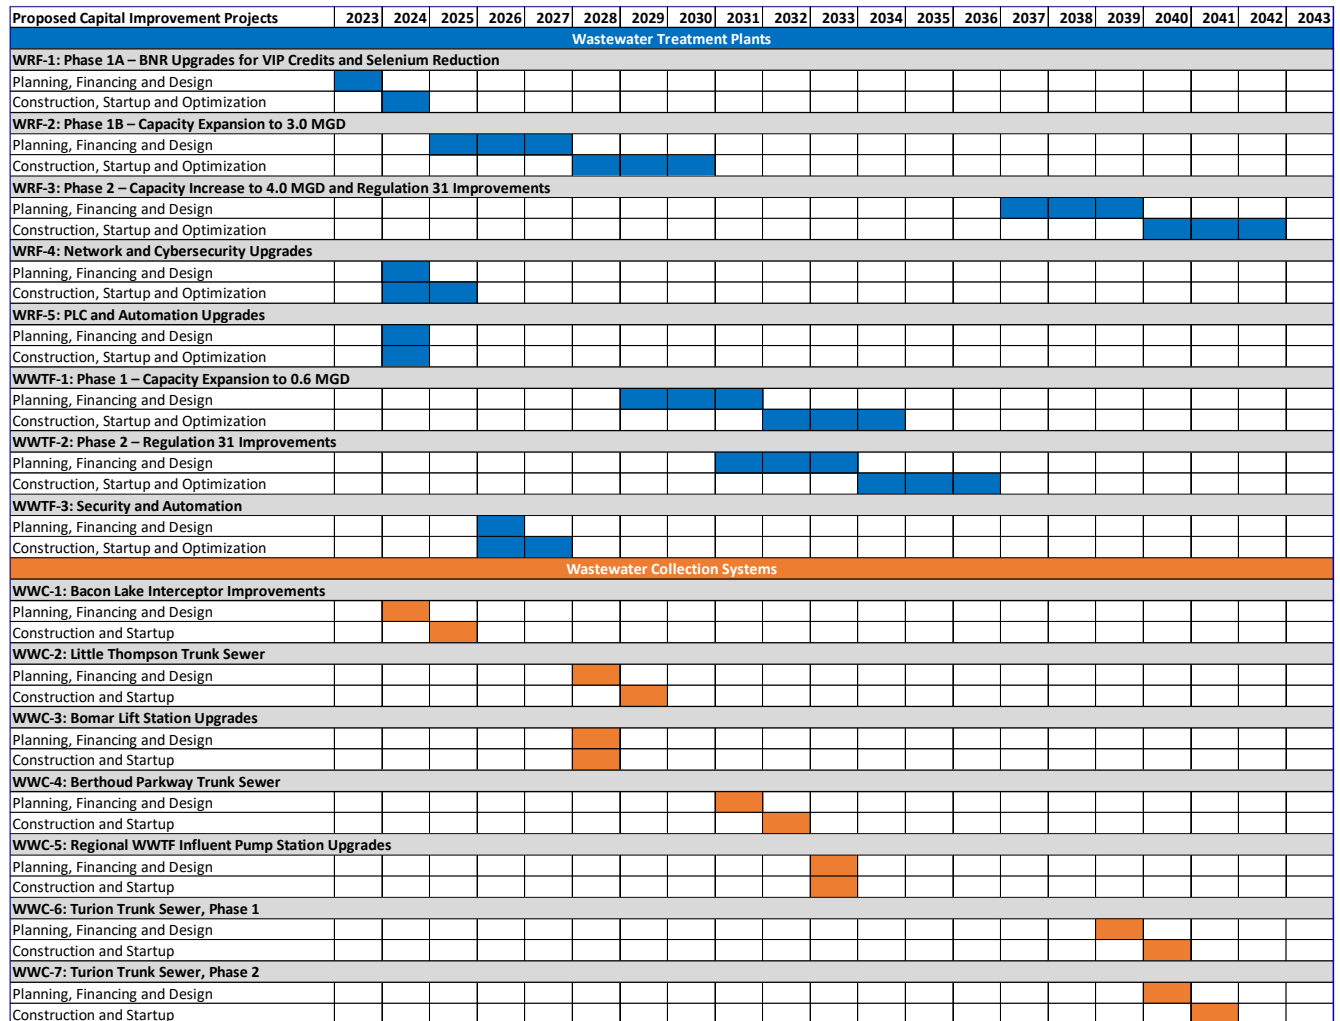 Proposed Capital Improvement Projects 2023 2024 2025 2026 2027 2028 2029 2030 2031 2032 2033 2034 2035 2036 2037 2038 2039 2040 2041 2042 2043
Wastewater Treatment Plants
WRF-1: Phase 1A – BNR Upgrades for VIP Credits and Selenium Reduction
Planning, Financing and Design
Construction, Startup and Optimization
WRF-2: Phase 1B – Capacity Expansion to 3.0 MGD
Planning, Financing and Design
Construction, Startup and Optimization
WRF-3: Phase 2 – Capacity Increase to 4.0 MGD and Regulation 31 Improvements
Planning, Financing and Design
Construction, Startup and Optimization
WRF-4: Network and Cybersecurity Upgrades
Planning, Financing and Design
Construction, Startup and Optimization
WRF-5: PLC and Automation Upgrades
Planning, Financing and Design
Construction, Startup and Optimization
WWTF-1: Phase 1 – Capacity Expansion to 0.6 MGD
Planning, Financing and Design
Construction, Startup and Optimization
WWTF-2: Phase 2 – Regulation 31 Improvements
Planning, Financing and Design
Construction, Startup and Optimization
WWTF-3: Security and Automation
Planning, Financing and Design
Construction, Startup and Optimization
Wastewater Collection Systems
WWC-1: Bacon Lake Interceptor Improvements
Planning, Financing and Design
Construction and Startup
WWC-2: Little Thompson Trunk Sewer
Planning, Financing and Design
Construction and Startup
WWC-3: Bomar Lift Station Upgrades
Planning, Financing and Design
Construction and Startup
WWC-4: Berthoud Parkway Trunk Sewer
Planning, Financing and Design
Construction and Startup
WWC-5: Regional WWTF Influent Pump Station Upgrades
Planning, Financing and Design
Construction and Startup
WWC-6: Turion Trunk Sewer, Phase 1
Planning, Financing and Design
Construction and Startup
WWC-7: Turion Trunk Sewer, Phase 2
Planning, Financing and Design
Construction and Startup